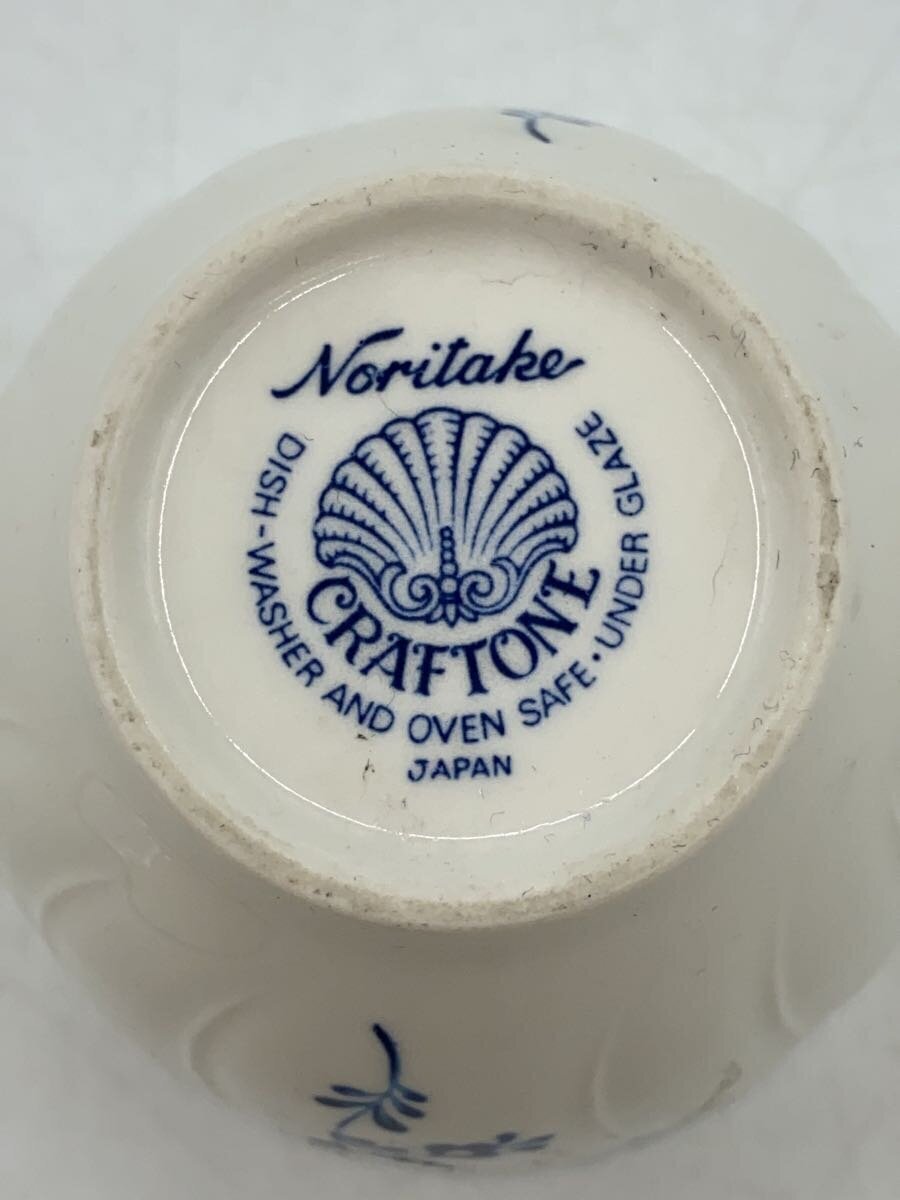 Noritake
CRAFTONE
DISH-WASHER AND OVEN SAFE · UNDER GLAZE
JAPAN